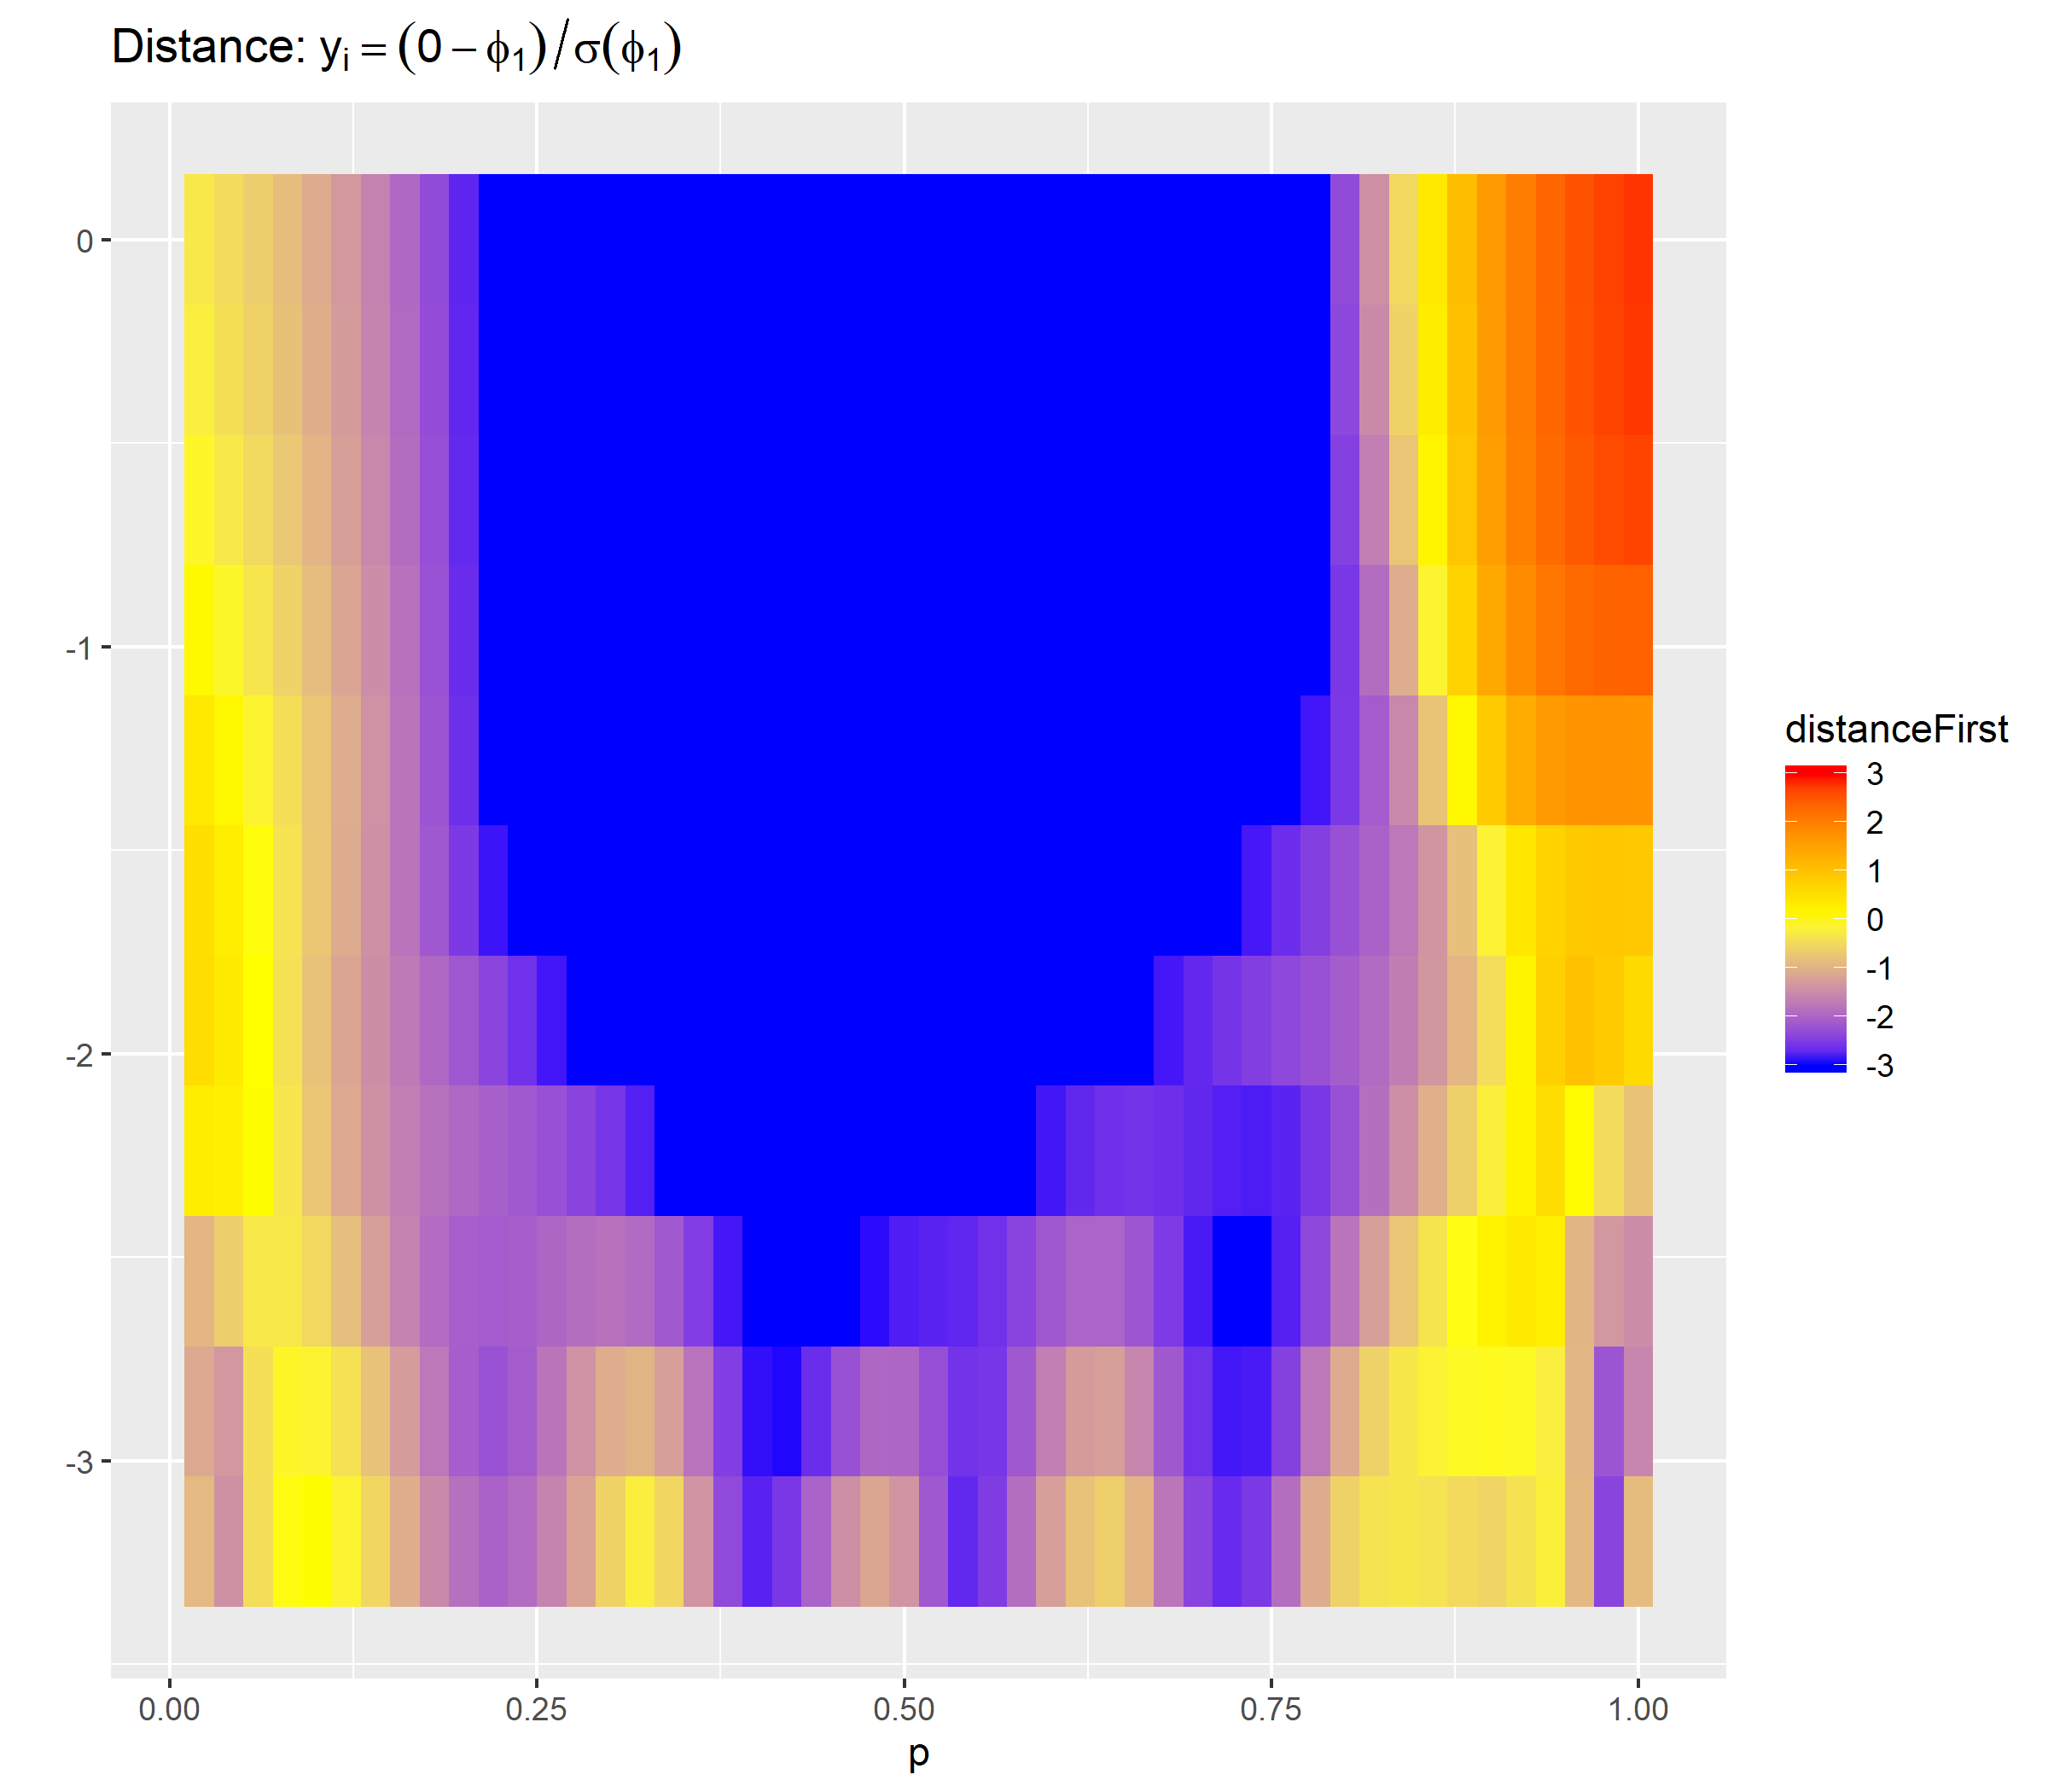 Distance: yᵢ = (0 − ϕ₁)/σ(ϕ₁)
0
-1
-2
-3
0.00 0.25 0.50 0.75 1.00
p
distanceFirst
3
2
1
0
-1
-2
-3